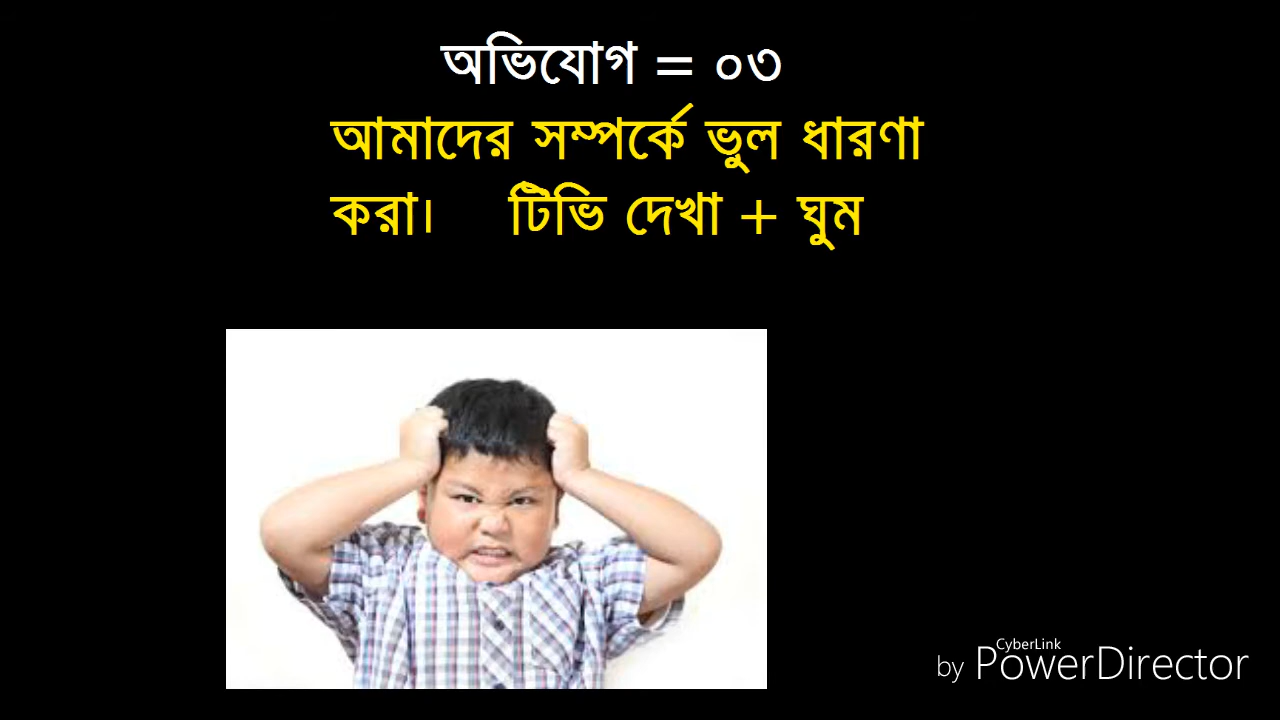 অভিযোগ = ০৩
আমাদের সম্পর্কে ভুল ধারণা
করা। টিভি দেখা + ঘুম
CyberLink
by PowerDirector